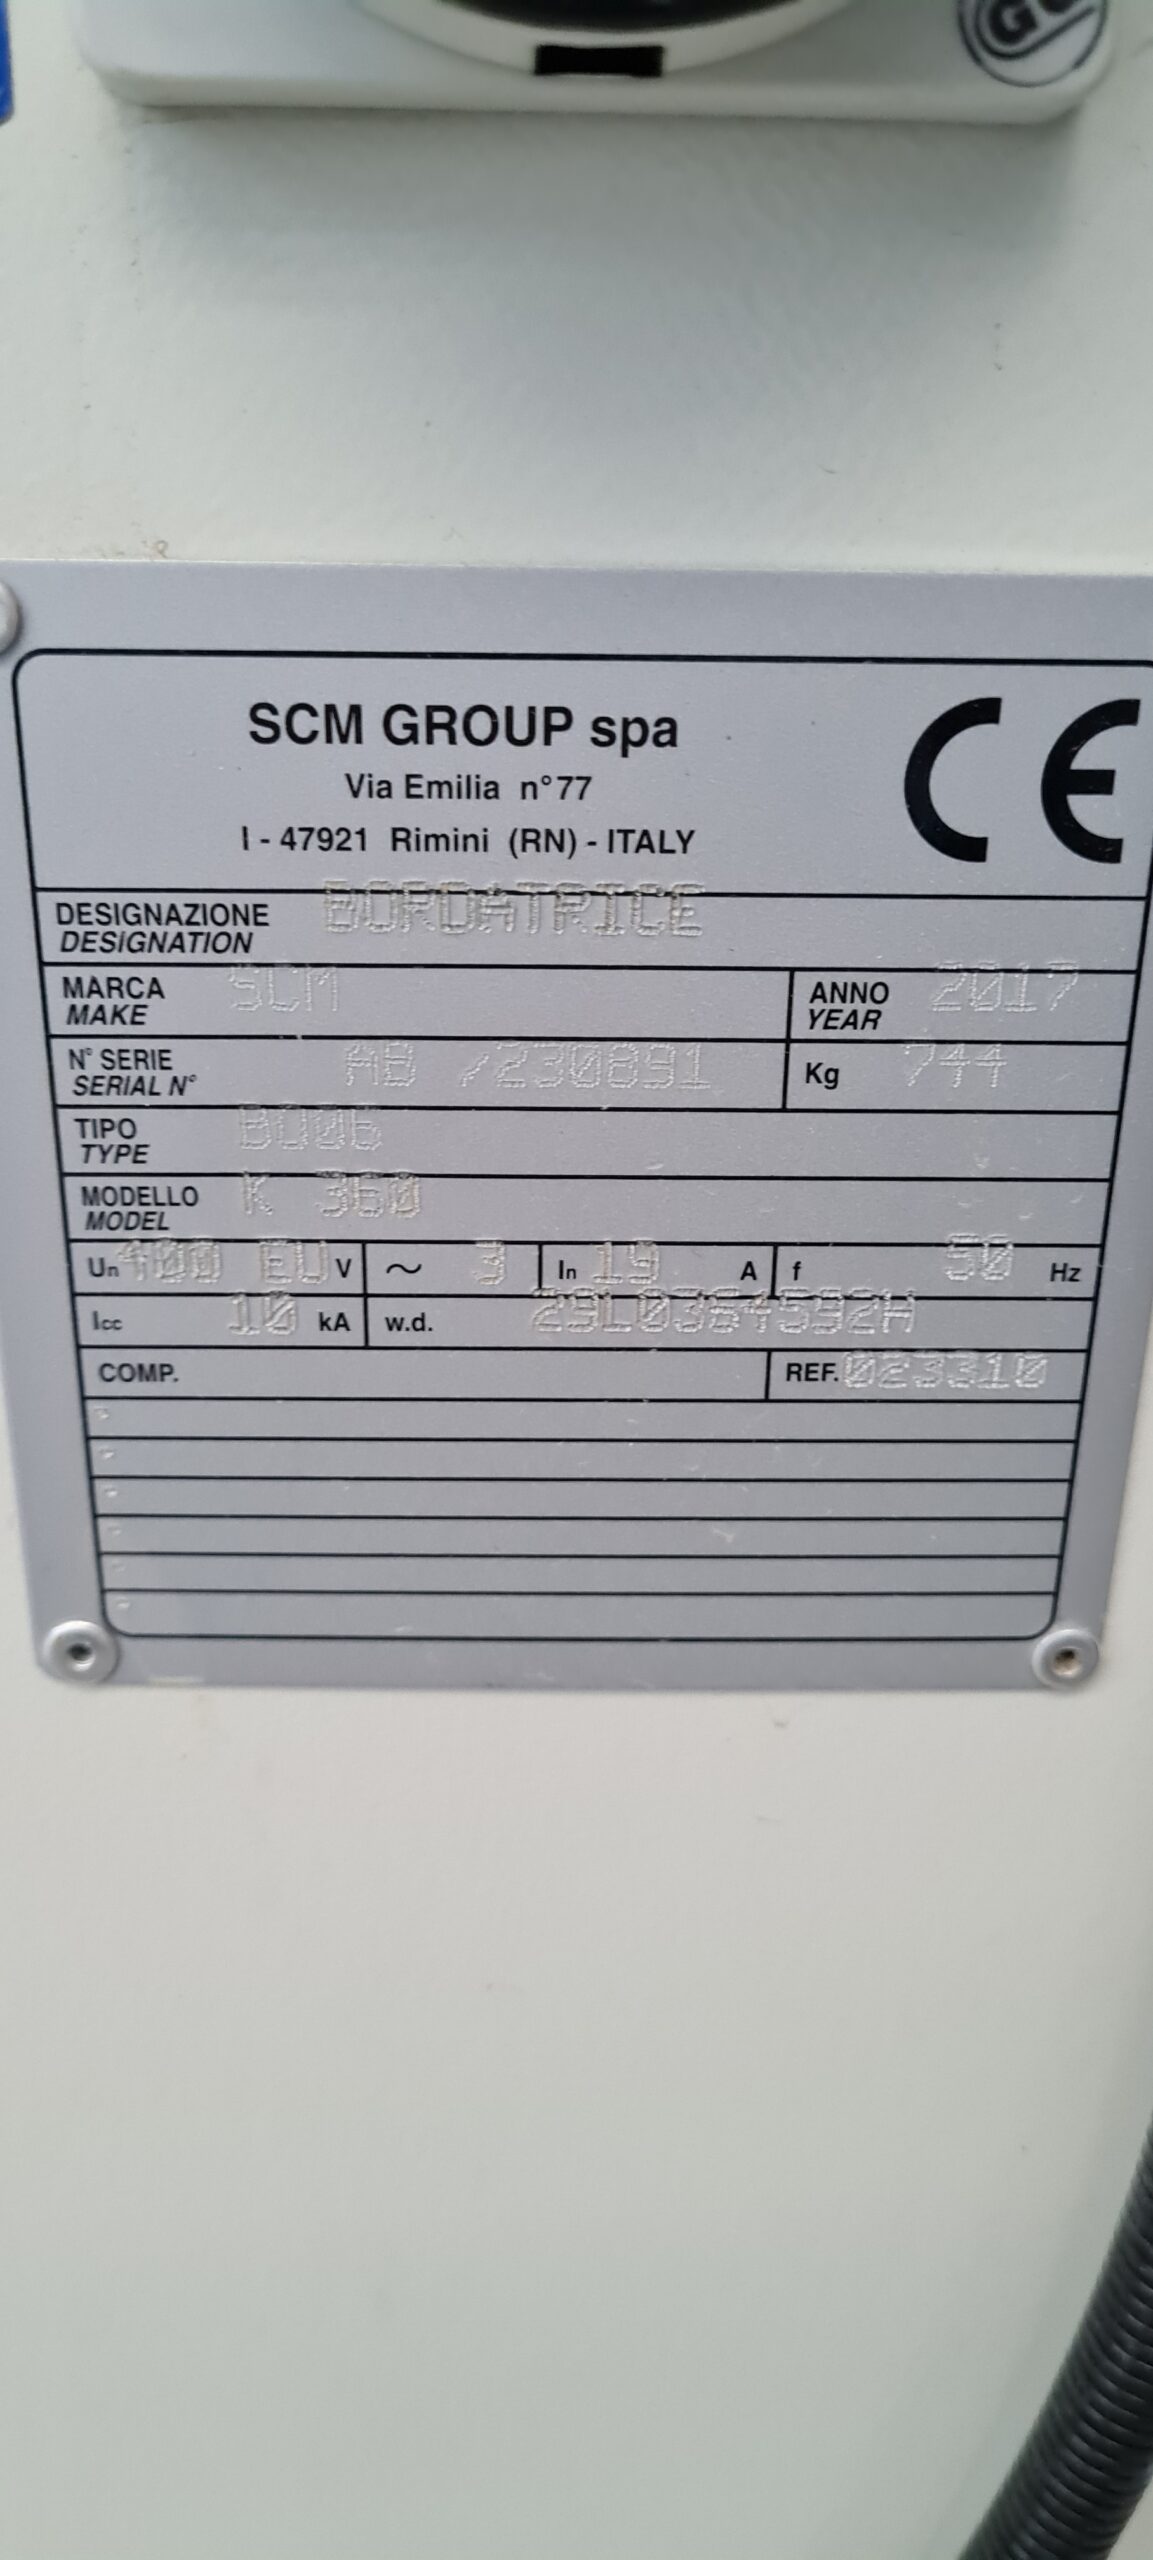 SCM GROUP spa
Via Emilia n°77
I - 47921 Rimini (RN) - ITALY
CE
DESIGNAZIONE BORDATRICE
DESIGNATION
MARCA SCM ANNO 2017
MAKE YEAR
N° SERIE AB /230891 Kg 744
SERIAL N°
TIPO BO06
TYPE
MODELLO K 360
MODEL
Un 400 EU V ~ 3 In 19 A f 50 Hz
Icc 10 kA w.d. 29L0364592H
COMP. REF. 023310